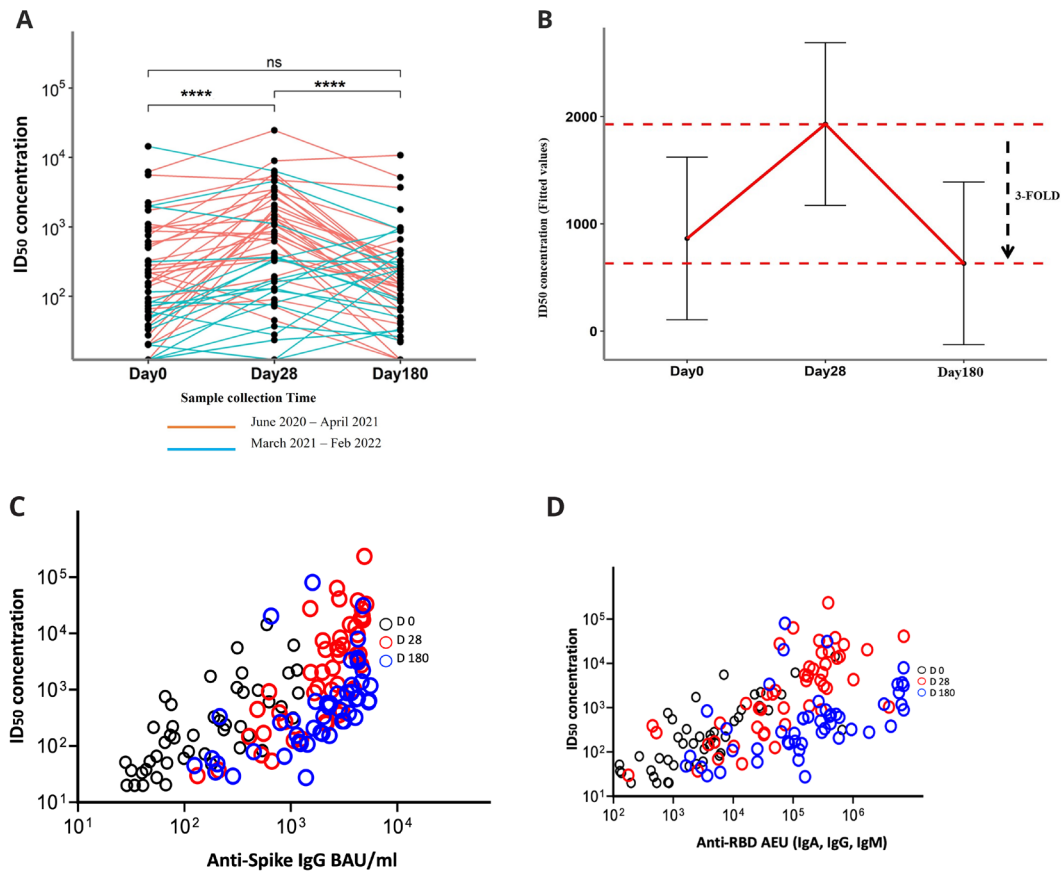 A
ID50 concentration
10^5
10^4
10^3
10^2
ns
****
****
Day0
Day28
Day180
Sample collection Time
June 2020 – April 2021
March 2021 – Feb 2022
B
ID50 concentration (Fitted values)
2000
1000
0
3-FOLD
Day0
Day28
Day180
C
ID50 concentration
10^5
10^4
10^3
10^2
10^1
D 0
D 28
D 180
10^1
10^2
10^3
10^4
Anti-Spike IgG BAU/ml
D
ID50 concentration
10^5
10^4
10^3
10^2
10^1
D 0
D 28
D 180
10^2
10^3
10^4
10^5
10^6
Anti-RBD AEU (IgA, IgG, IgM)